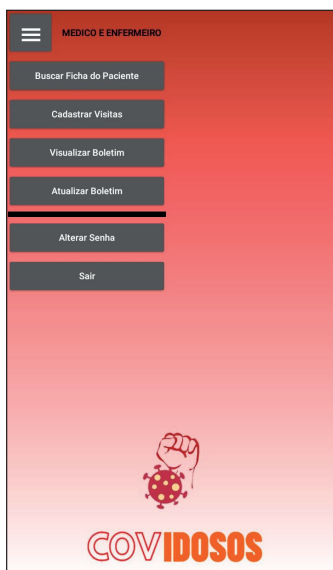 MEDICO E ENFERMEIRO
Buscar Ficha do Paciente
Cadastrar Visitas
Visualizar Boletim
Atualizar Boletim
Alterar Senha
Sair
COVIDOSOS